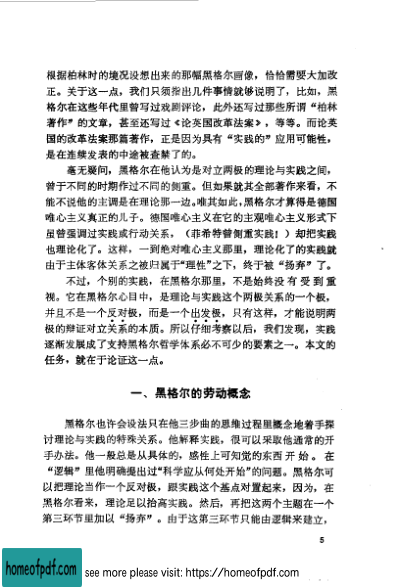 根据柏林时的境况设想出来的那幅黑格尔画像，恰恰需要大加改
正。关于这一点，我们只须指出几件事情就够说明了，比如，黑
格尔在这些年代里曾写过戏剧评论，此外还写过那些所谓“柏林
著作”的文章，甚至还写过《论英国改革法案》，等等。而论英
国的改革法案那篇著作，正是因为具有“实践的”应用可能性，
是在连续发表的中途被查禁了的。
毫无疑问，黑格尔在他认为是对立两极的理论与实践之间，
曾于不同的时期作过不同的侧重。但如果就其全部著作来看，不
能不说他的主调是在理论那一边。唯其如此，黑格尔才算得是德国
唯心主义真正的儿子。德国唯心主义在它的主观唯心主义形式下
虽曾强调过实践或行动关系，（菲希特曾侧重实践！）却把实践
也理论化了。这样，一到绝对唯心主义那里，理论化了的实践就
由于主体客体关系之被归属于“理性”之下，终于被“扬弃”了。
不过，个别的实践，在黑格尔那里，不是始终没有受到重
视。它在黑格尔心目中，是理论与实践这个两极关系的一个极，
并且不是一个反对极，而是一个出发极，只有这样，才能说明两
极的辩证对立关系的本质。所以仔细考察以后，我们发现，实践
逐渐发展成了支持黑格尔哲学体系必不可少的要素之一。本文的
任务，就在于论证这一点。
一、黑格尔的劳动概念
黑格尔也许会设法只在他三步曲的思维过程里概念地着手探
讨理论与实践的特殊关系。他解释实践，很可以采取他通常的开
手办法。他一般总是从具体的，感性上可知觉的东西开始。在
“逻辑”里他明确提出过“科学应从何处开始”的问题。黑格尔可
以把理论当作一个反对极，跟实践这个基点对置起来，因为，在
黑格尔看来，理论足以抬高实践。然后，再把这两个主题在一个
第三环节里加以“扬弃”。由于这第三环节只能由逻辑来建立，
5
homeofpdf.com
see more please visit: https://homeofpdf.com